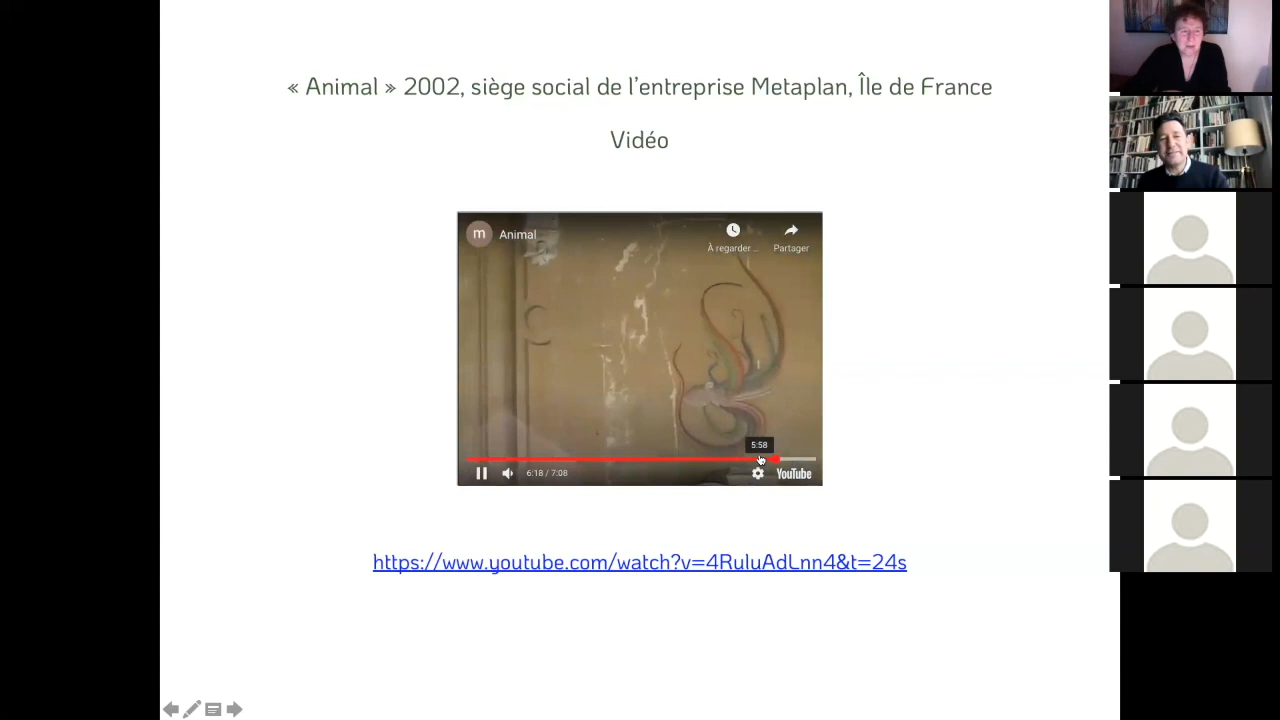 « Animal » 2002, siège social de l'entreprise Metaplan, Île de France
Vidéo
m
Animal
À regarder ...
Partager
5:58
6:18 / 7:08
YouTube
https://www.youtube.com/watch?v=4RuluAdLnn4&t=24s